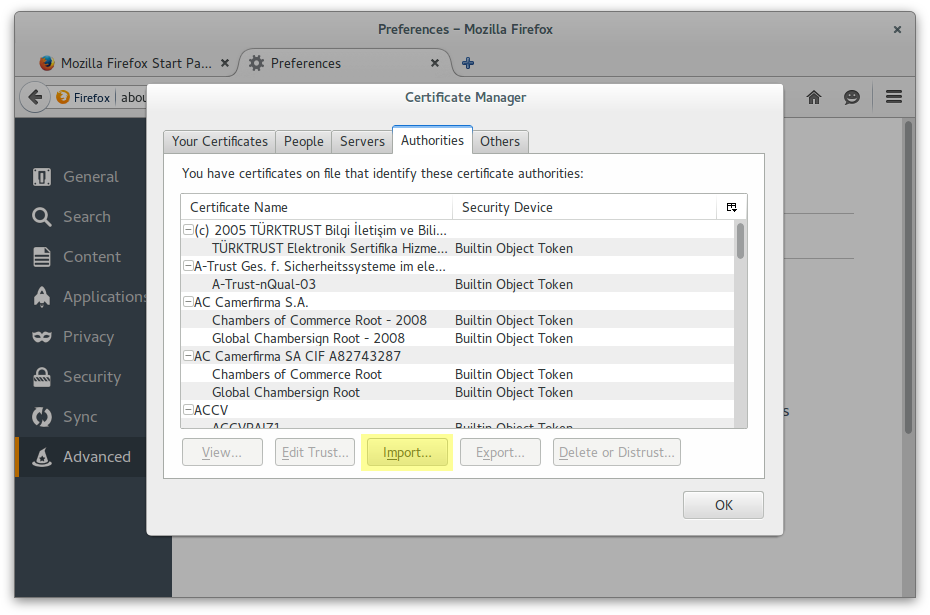 Preferences – Mozilla Firefox
Mozilla Firefox Start Pa...
Preferences
Firefox
abou
Certificate Manager
Your Certificates
People
Servers
Authorities
Others
You have certificates on file that identify these certificate authorities:
Certificate Name
Security Device
(c) 2005 TÜRKTRUST Bilgi İletişim ve Bili...
TÜRKTRUST Elektronik Sertifika Hizme... Builtin Object Token
A-Trust Ges. f. Sicherheitssysteme im ele...
A-Trust-nQual-03 Builtin Object Token
AC Camerfirma S.A.
Chambers of Commerce Root - 2008 Builtin Object Token
Global Chambersign Root - 2008 Builtin Object Token
AC Camerfirma SA CIF A82743287
Chambers of Commerce Root Builtin Object Token
Global Chambersign Root Builtin Object Token
ACCV
ACCVRAIZ1 Builtin Object Token
View...
Edit Trust...
Import...
Export...
Delete or Distrust...
OK
General
Search
Content
Applications
Privacy
Security
Sync
Advanced
s